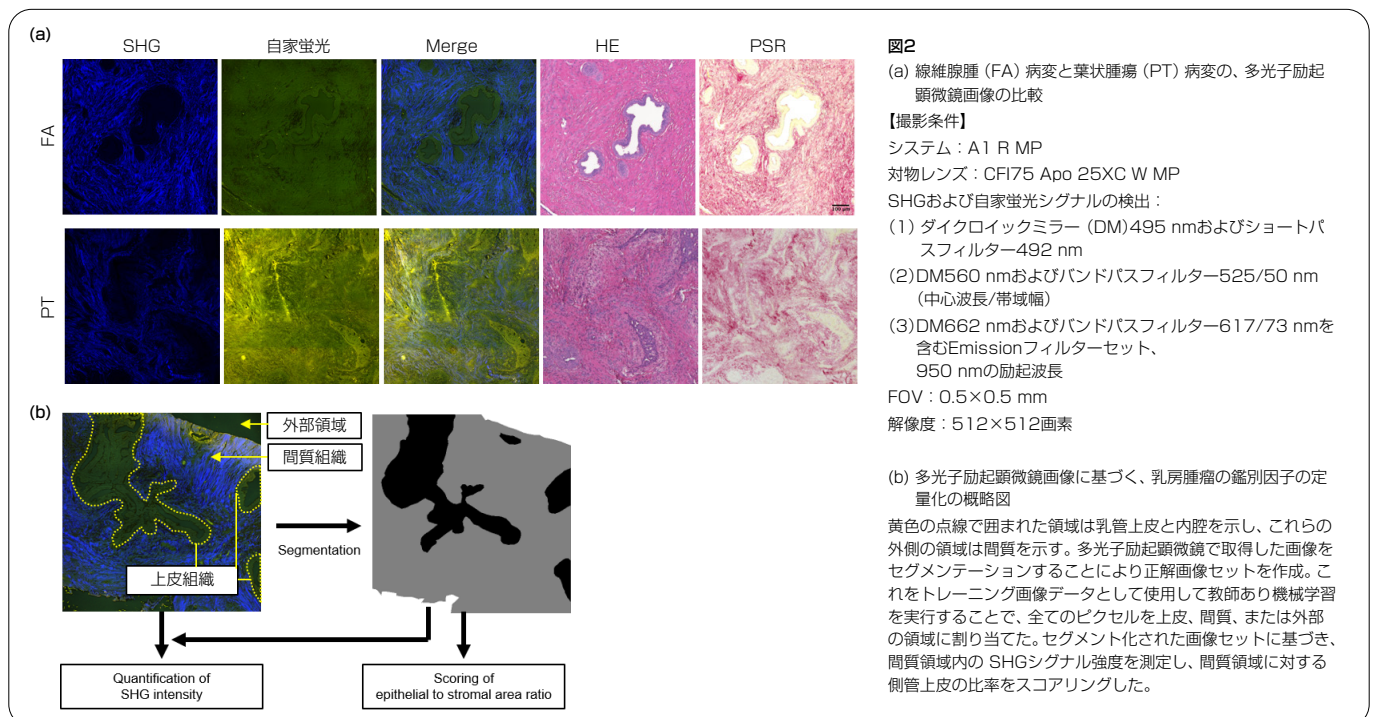 (a)
SHG
自家蛍光
Merge
HE
PSR
FA
100 μm
PT
(b)
外部領域
間質組織
上皮組織
Segmentation
Quantification of
SHG intensity
Scoring of
epithelial to stromal area ratio
図2
(a) 線維腺腫(FA)病変と葉状腫瘍(PT)病変の、多光子励起
顕微鏡画像の比較
【撮影条件】
システム：A1 R MP
対物レンズ：CFI75 Apo 25XC W MP
SHGおよび自家蛍光シグナルの検出：
(1) ダイクロイックミラー (DM)495 nmおよびショートパ
スフィルター492 nm
(2)DM560 nmおよびバンドパスフィルター525/50 nm
(中心波長/帯域幅)
(3)DM662 nmおよびバンドパスフィルター617/73 nmを
含むEmissionフィルターセット、
950 nmの励起波長
FOV：0.5×0.5 mm
解像度：512×512画素
(b) 多光子励起顕微鏡画像に基づく、乳房腫瘤の鑑別因子の定
量化の概略図
黄色の点線で囲まれた領域は乳管上皮と内腔を示し、これらの
外側の領域は間質を示す。多光子励起顕微鏡で取得した画像を
セグメンテーションすることにより正解画像セットを作成。こ
れをトレーニング画像データとして使用して教師あり機械学習
を実行することで、全てのピクセルを上皮、間質、または外部
の領域に割り当てた。セグメント化された画像セットに基づき、
間質領域内の SHGシグナル強度を測定し、間質領域に対する
側管上皮の比率をスコアリングした。